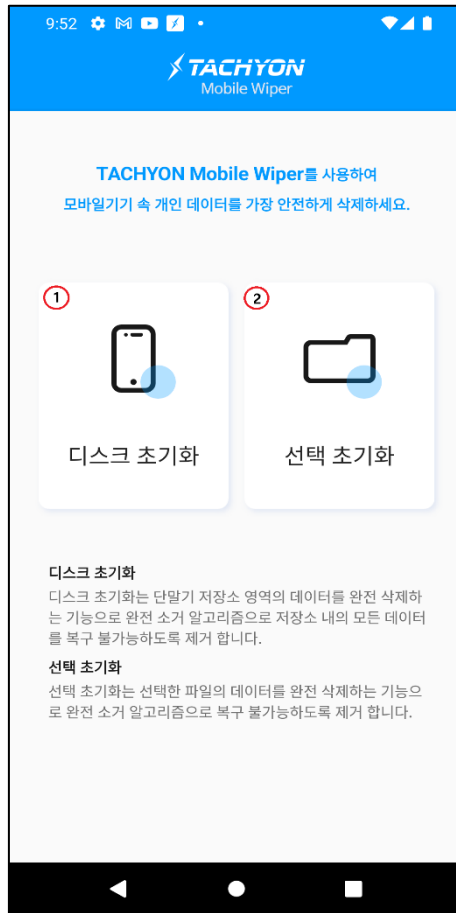 9:52
TACHYON
Mobile Wiper
TACHYON Mobile Wiper를 사용하여
모바일기기 속 개인 데이터를 가장 안전하게 삭제하세요.
1
2
디스크 초기화
선택 초기화
디스크 초기화
디스크 초기화는 단말기 저장소 영역의 데이터를 완전 삭제하
는 기능으로 완전 소거 알고리즘으로 저장소 내의 모든 데이터
를 복구 불가능하도록 제거 합니다.
선택 초기화
선택 초기화는 선택한 파일의 데이터를 완전 삭제하는 기능으
로 완전 소거 알고리즘으로 복구 불가능하도록 제거 합니다.